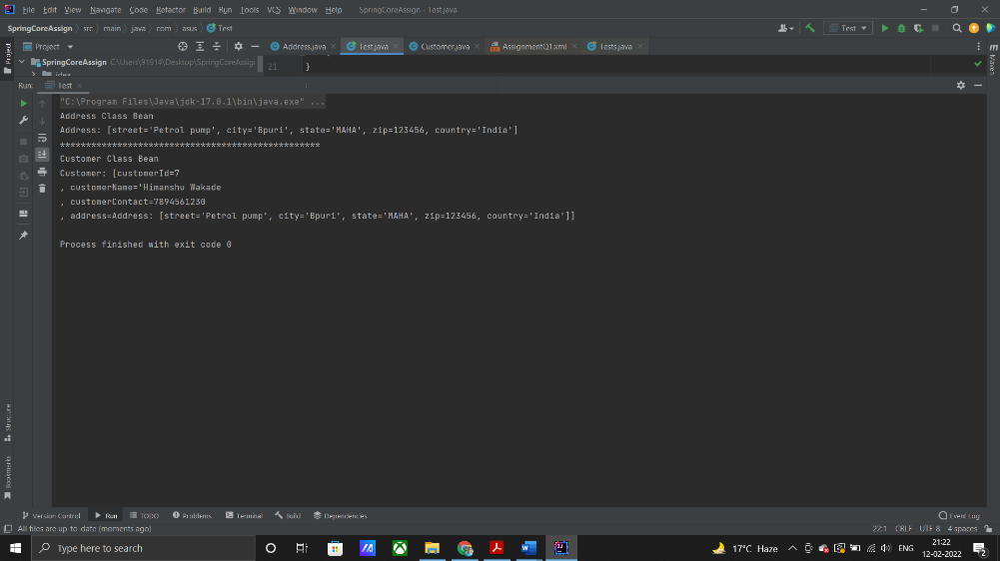 File Edit View Navigate Code Refactor Build Run Tools VCS Window Help SpringCoreAssign - Test.java
SpringCoreAssign src main java com asus Test
Test
Project
Address.java Test.java Customer.java AssignmentQ1.xml Tests.java
Project
Maven
SpringCoreAssign C:\Users\91914\Desktop\SpringCoreAssign
21 }
.idea
Run: Test
"C:\Program Files\Java\jdk-17.0.1\bin\java.exe" ...
Address Class Bean
Address: [street='Petrol pump', city='Bpuri', state='MAHA', zip=123456, country='India']
**************************************************
Customer Class Bean
Customer: [customerId=7
, customerName='Himanshu Wakade
, customerContact=7894561230
, address=Address: [street='Petrol pump', city='Bpuri', state='MAHA', zip=123456, country='India']]
Process finished with exit code 0
Structure
Bookmarks
Version Control Run TODO Problems Terminal Build Dependencies Event Log
All files are up-to-date (moments ago) 22:1 CRLF UTF-8 4 spaces
Type here to search
17°C Haze ENG 21:22 12-02-2022 2